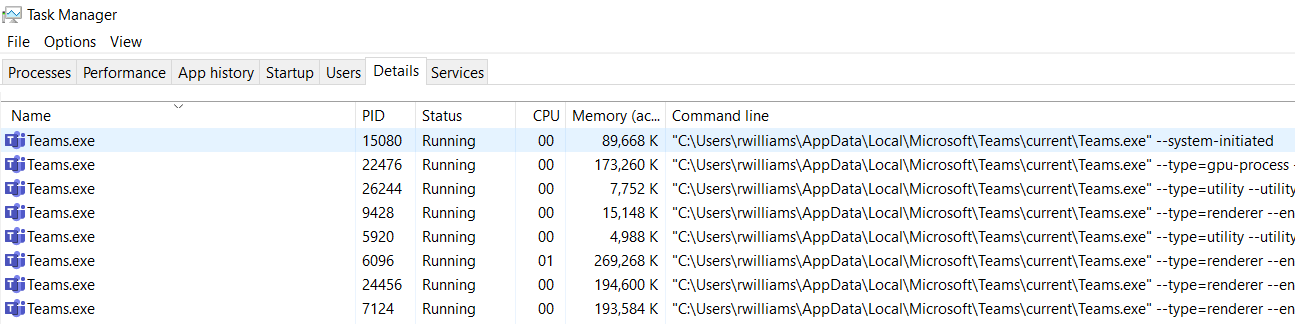 Task Manager
File Options View
Processes Performance App history Startup Users Details Services
Name PID Status CPU Memory (ac... Command line
Teams.exe 15080 Running 00 89,668 K "C:\Users\rwilliams\AppData\Local\Microsoft\Teams\current\Teams.exe" --system-initiated
Teams.exe 22476 Running 00 173,260 K "C:\Users\rwilliams\AppData\Local\Microsoft\Teams\current\Teams.exe" --type=gpu-process -
Teams.exe 26244 Running 00 7,752 K "C:\Users\rwilliams\AppData\Local\Microsoft\Teams\current\Teams.exe" --type=utility --utility
Teams.exe 9428 Running 00 15,148 K "C:\Users\rwilliams\AppData\Local\Microsoft\Teams\current\Teams.exe" --type=renderer --en
Teams.exe 5920 Running 00 4,988 K "C:\Users\rwilliams\AppData\Local\Microsoft\Teams\current\Teams.exe" --type=utility --utility
Teams.exe 6096 Running 01 269,268 K "C:\Users\rwilliams\AppData\Local\Microsoft\Teams\current\Teams.exe" --type=renderer --en
Teams.exe 24456 Running 00 194,600 K "C:\Users\rwilliams\AppData\Local\Microsoft\Teams\current\Teams.exe" --type=renderer --en
Teams.exe 7124 Running 00 193,584 K "C:\Users\rwilliams\AppData\Local\Microsoft\Teams\current\Teams.exe" --type=renderer --en